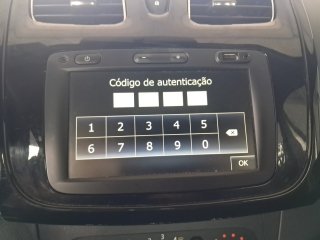 Código de autenticação
1 2 3 4 5
6 7 8 9 0
OK